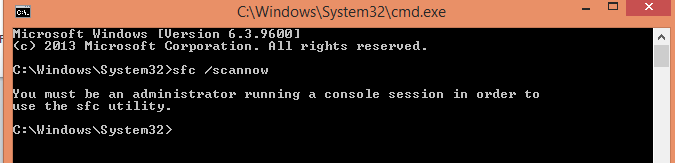 C:\Windows\System32\cmd.exe
Microsoft Windows [Version 6.3.9600]
(c) 2013 Microsoft Corporation. All rights reserved.
C:\Windows\System32>sfc /scannow
You must be an administrator running a console session in order to
use the sfc utility.
C:\Windows\System32>